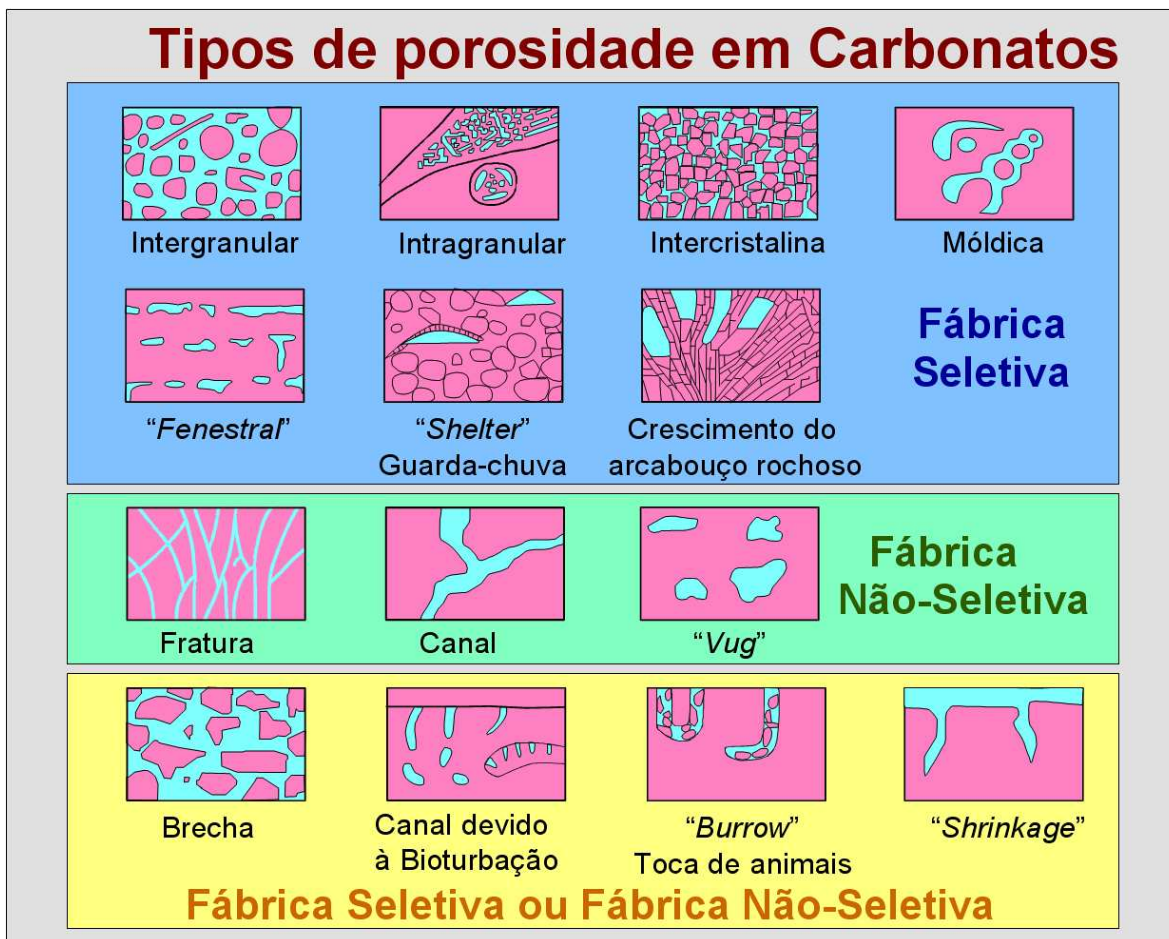 Tipos de porosidade em Carbonatos
Intergranular
Intragranular
Intercristalina
Móldica
“Fenestral”
“Shelter”
Guarda-chuva
Crescimento do
arcabouço rochoso
Fábrica
Seletiva
Fratura
Canal
“Vug”
Fábrica
Não-Seletiva
Brecha
Canal devido
à Bioturbação
“Burrow”
Toca de animais
“Shrinkage”
Fábrica Seletiva ou Fábrica Não-Seletiva